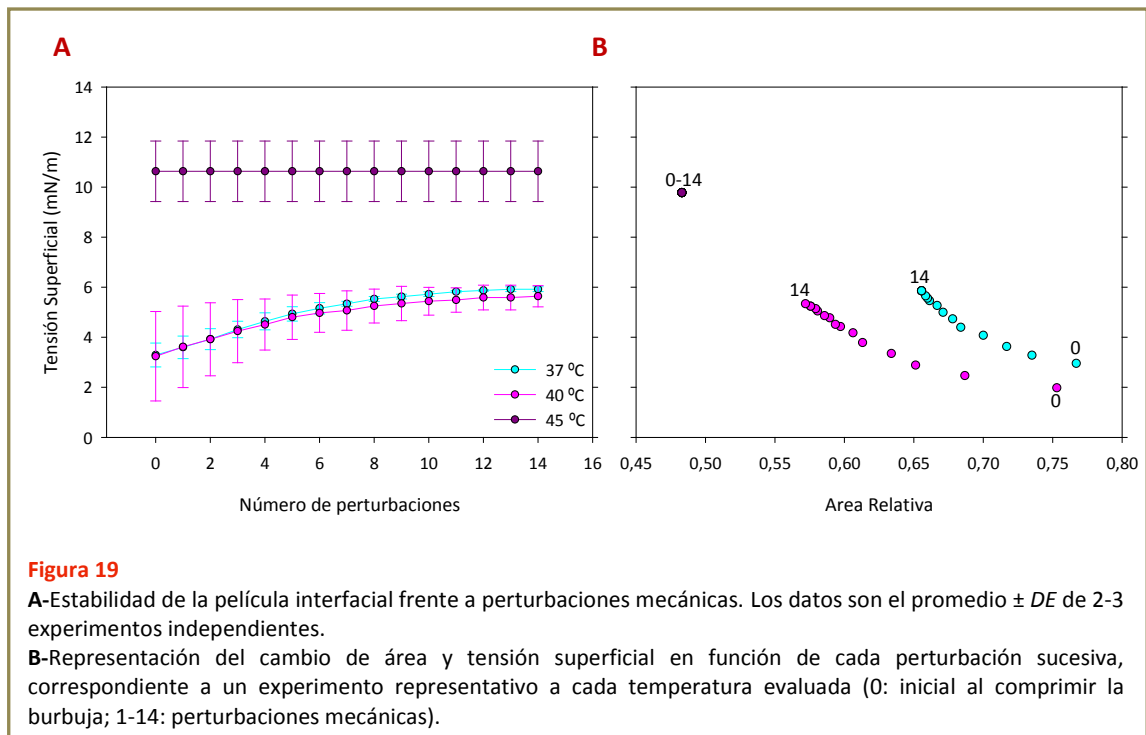 A
B
Tensión Superficial (mN/m)
14
12
10
8
6
4
2
0
0 2 4 6 8 10 12 14 16
Número de perturbaciones
37 ⁰C
40 ⁰C
45 ⁰C
0-14
14
14
0
0
0,45 0,50 0,55 0,60 0,65 0,70 0,75 0,80
Area Relativa
Figura 19
A-Estabilidad de la película interfacial frente a perturbaciones mecánicas. Los datos son el promedio ± DE de 2-3
experimentos independientes.
B-Representación del cambio de área y tensión superficial en función de cada perturbación sucesiva,
correspondiente a un experimento representativo a cada temperatura evaluada (0: inicial al comprimir la
burbuja; 1-14: perturbaciones mecánicas).